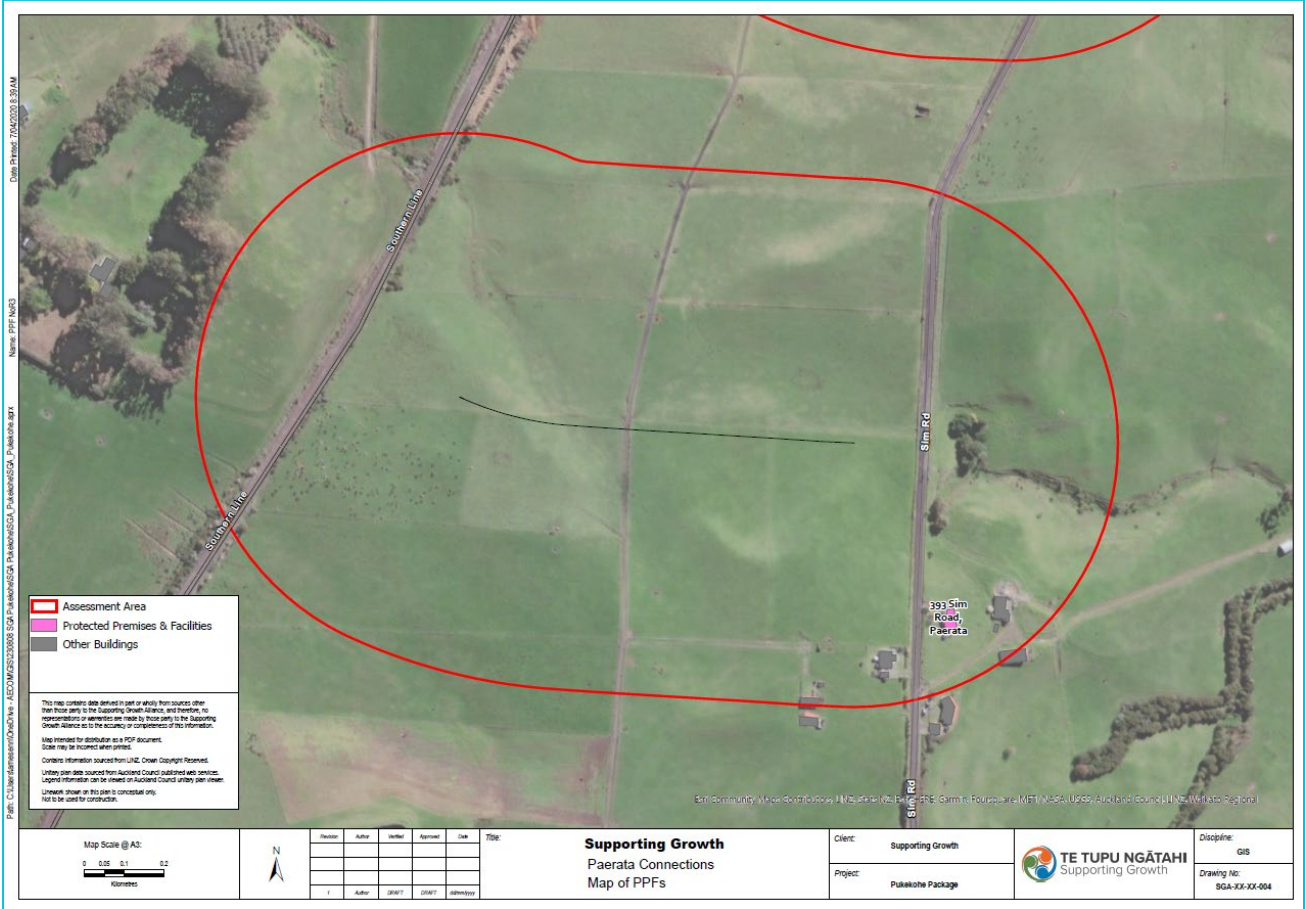 Date Printed: 7/04/2020 8:39 AM
Name: PPF NoR3
Southern Line
Southern Line
Sim Rd
393 Sim
Road,
Paerata
Sim Rd
Assessment Area
Protected Premises & Facilities
Other Buildings
This map contains data derived in part or wholly from sources other
than those party to the Supporting Growth Alliance, and therefore, no
representations or warranties are made by those party to the Supporting
Growth Alliance as to the accuracy or completeness of this information.
Map intended for distribution as a PDF document.
Scale may be incorrect when printed.
Contains information sourced from LINZ. Crown Copyright Reserved.
Unitary plan data sourced from Auckland Council published web services.
Legend information can be viewed on Auckland Council unitary plan viewer.
Linework shown on this plan is conceptual only.
Not to be used for construction.
Map Scale @ A3:
0 0.05 0.1 0.2
Kilometres
N
Revision Author Verified Approved Date
1 Author DRAFT DRAFT dd/mm/yyyy
Title:
Supporting Growth
Paerata Connections
Map of PPFs
Client:
Supporting Growth
Project:
Pukekohe Package
TE TUPU NGĀTAHI
Supporting Growth
Discipline:
GIS
Drawing No:
SGA-XX-XX-004